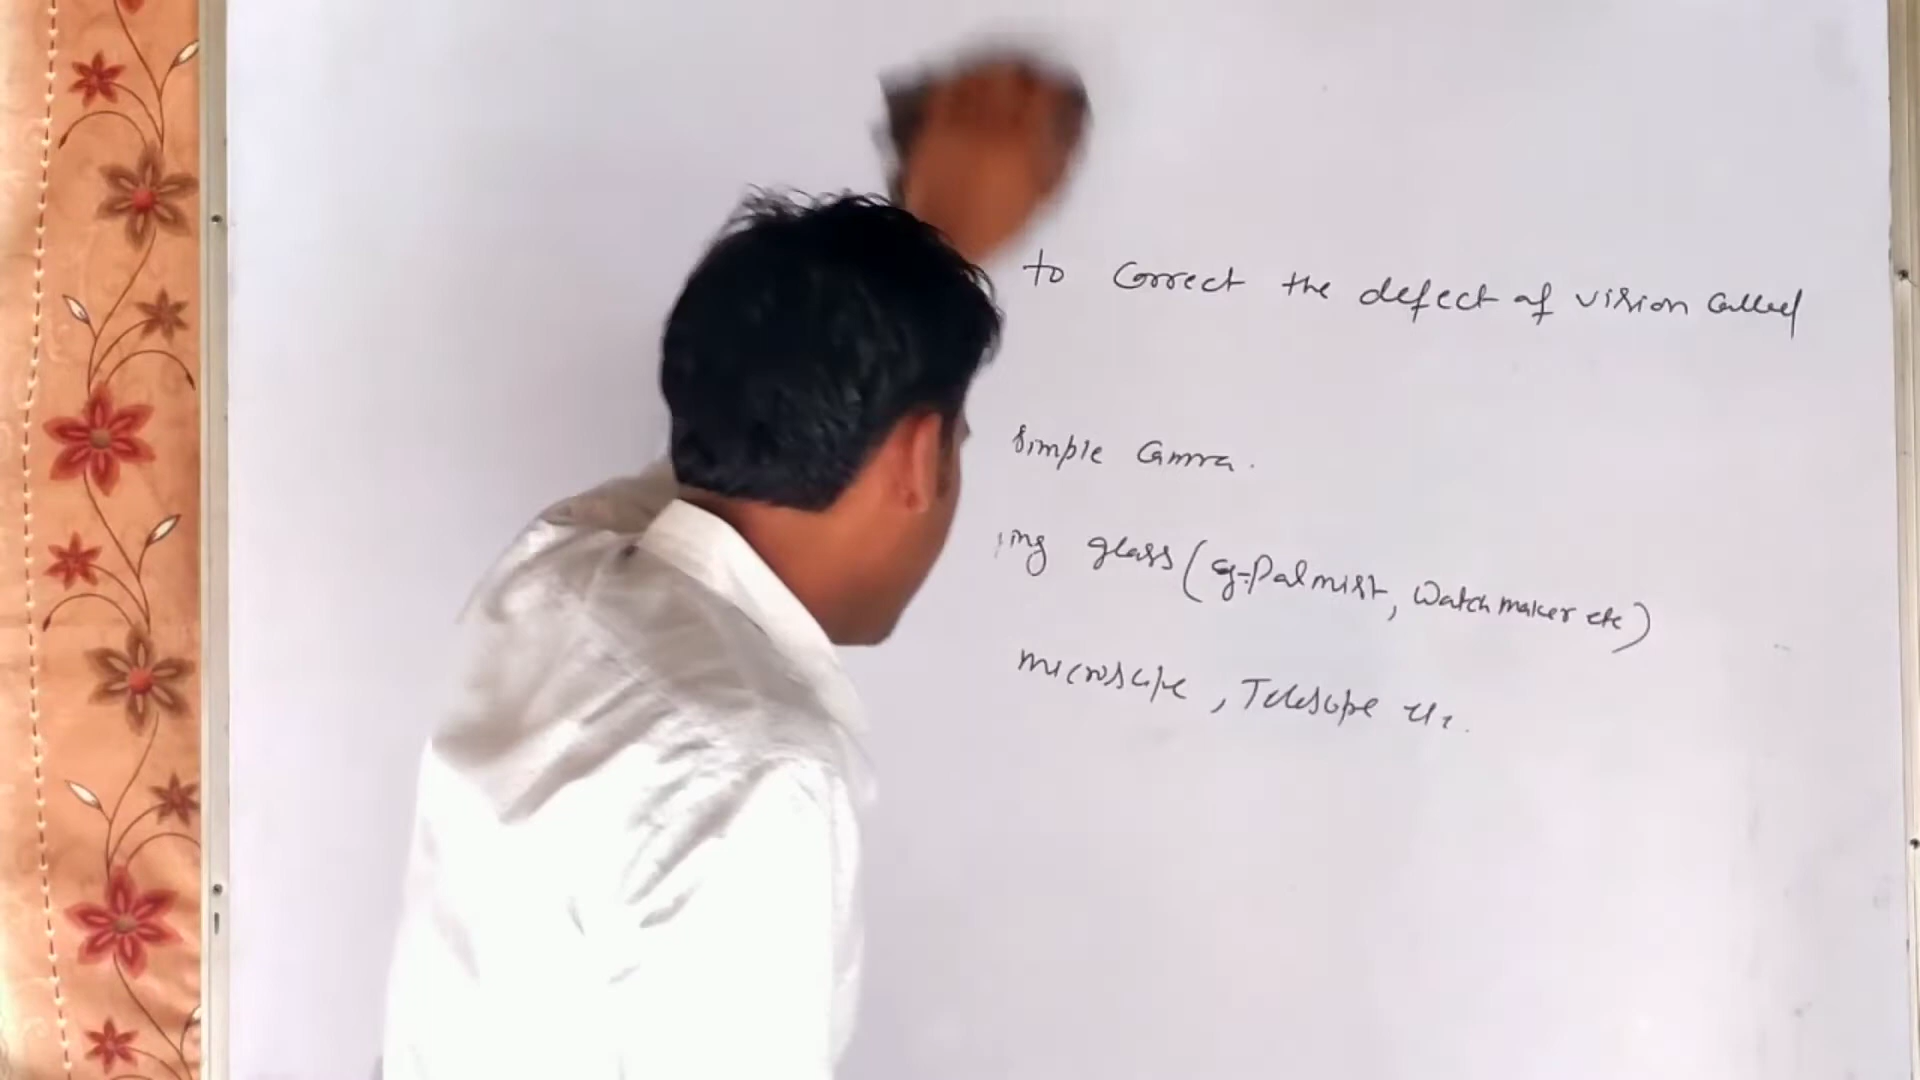 to correct the defect of vision called
simple Camra.
ing glass (eg-Palmist, Watch maker etc)
microscope, Telescope etc.